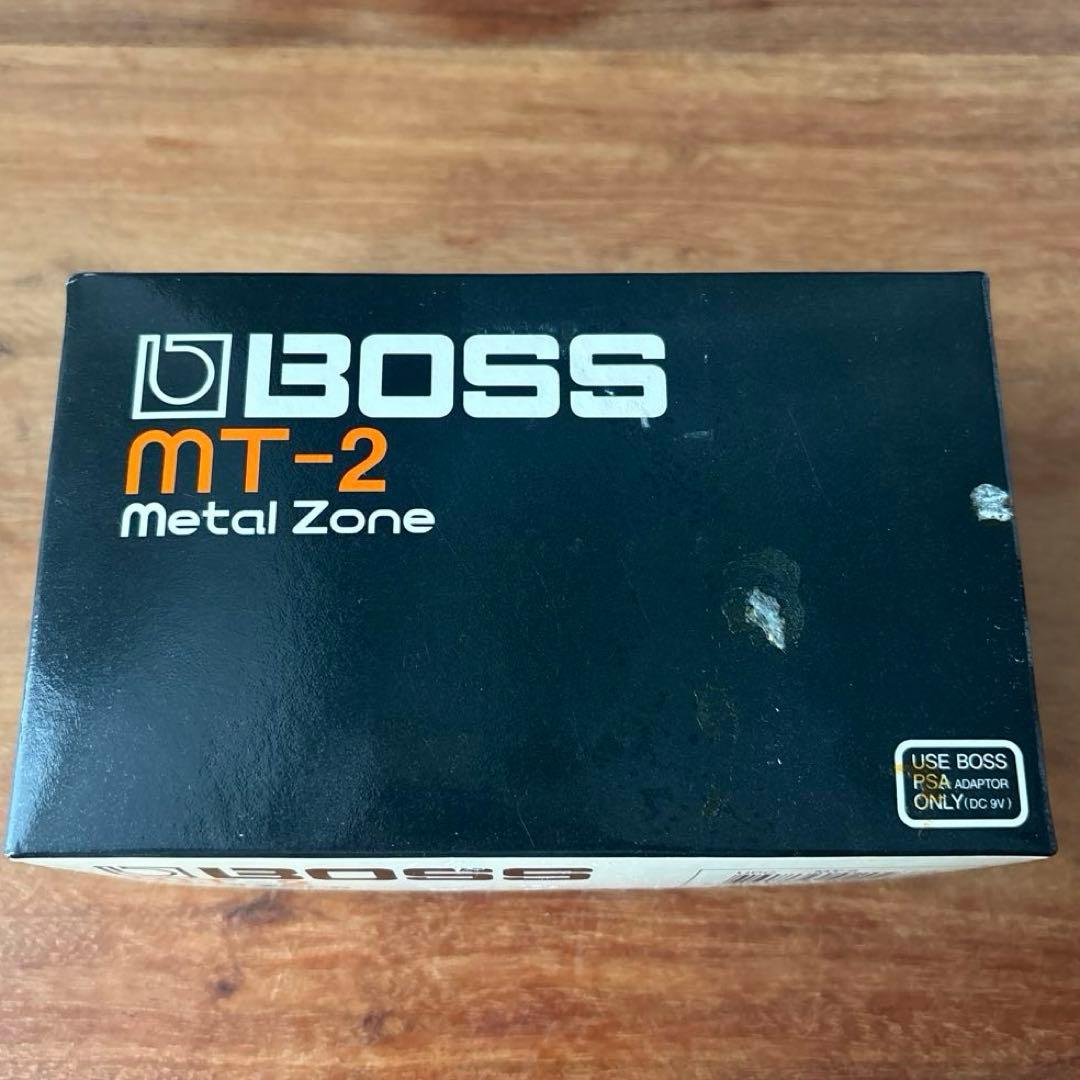 BOSS
MT-2
Metal Zone
USE BOSS
PSA ADAPTOR
ONLY(DC 9V)
BOSS